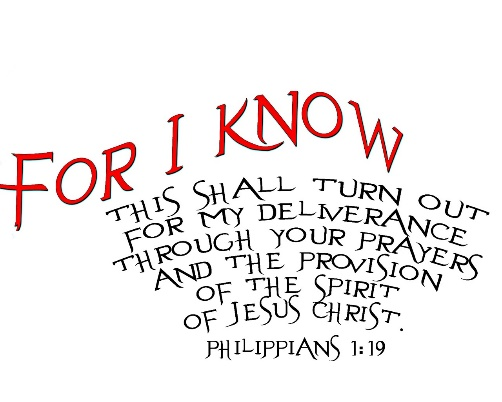 FOR I KNOW
THIS SHALL TURN OUT
FOR MY DELIVERANCE
THROUGH YOUR PRAYERS
AND THE PROVISION
OF THE SPIRIT
OF JESUS CHRIST.
PHILIPPIANS 1:19